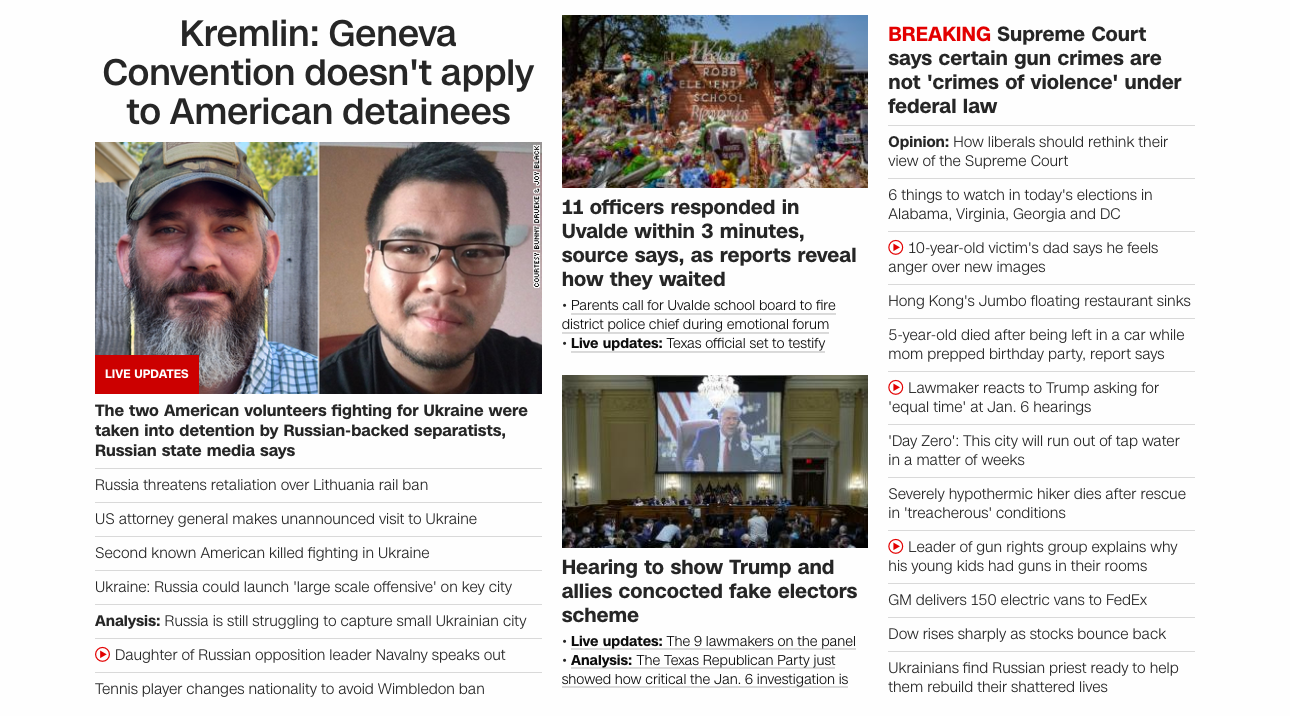 Kremlin: Geneva
Convention doesn't apply
to American detainees
COURTESY BUNNY DRUEKE & JOY BLACK
LIVE UPDATES
The two American volunteers fighting for Ukraine were
taken into detention by Russian-backed separatists,
Russian state media says
Russia threatens retaliation over Lithuania rail ban
US attorney general makes unannounced visit to Ukraine
Second known American killed fighting in Ukraine
Ukraine: Russia could launch 'large scale offensive' on key city
Analysis: Russia is still struggling to capture small Ukrainian city
Daughter of Russian opposition leader Navalny speaks out
Tennis player changes nationality to avoid Wimbledon ban
Welcome
ROBB
ELEMENTARY
SCHOOL
11 officers responded in
Uvalde within 3 minutes,
source says, as reports reveal
how they waited
• Parents call for Uvalde school board to fire
district police chief during emotional forum
• Live updates: Texas official set to testify
Hearing to show Trump and
allies concocted fake electors
scheme
• Live updates: The 9 lawmakers on the panel
• Analysis: The Texas Republican Party just
showed how critical the Jan. 6 investigation is
BREAKING Supreme Court
says certain gun crimes are
not 'crimes of violence' under
federal law
Opinion: How liberals should rethink their
view of the Supreme Court
6 things to watch in today's elections in
Alabama, Virginia, Georgia and DC
10-year-old victim's dad says he feels
anger over new images
Hong Kong's Jumbo floating restaurant sinks
5-year-old died after being left in a car while
mom prepped birthday party, report says
Lawmaker reacts to Trump asking for
'equal time' at Jan. 6 hearings
'Day Zero': This city will run out of tap water
in a matter of weeks
Severely hypothermic hiker dies after rescue
in 'treacherous' conditions
Leader of gun rights group explains why
his young kids had guns in their rooms
GM delivers 150 electric vans to FedEx
Dow rises sharply as stocks bounce back
Ukrainians find Russian priest ready to help
them rebuild their shattered lives